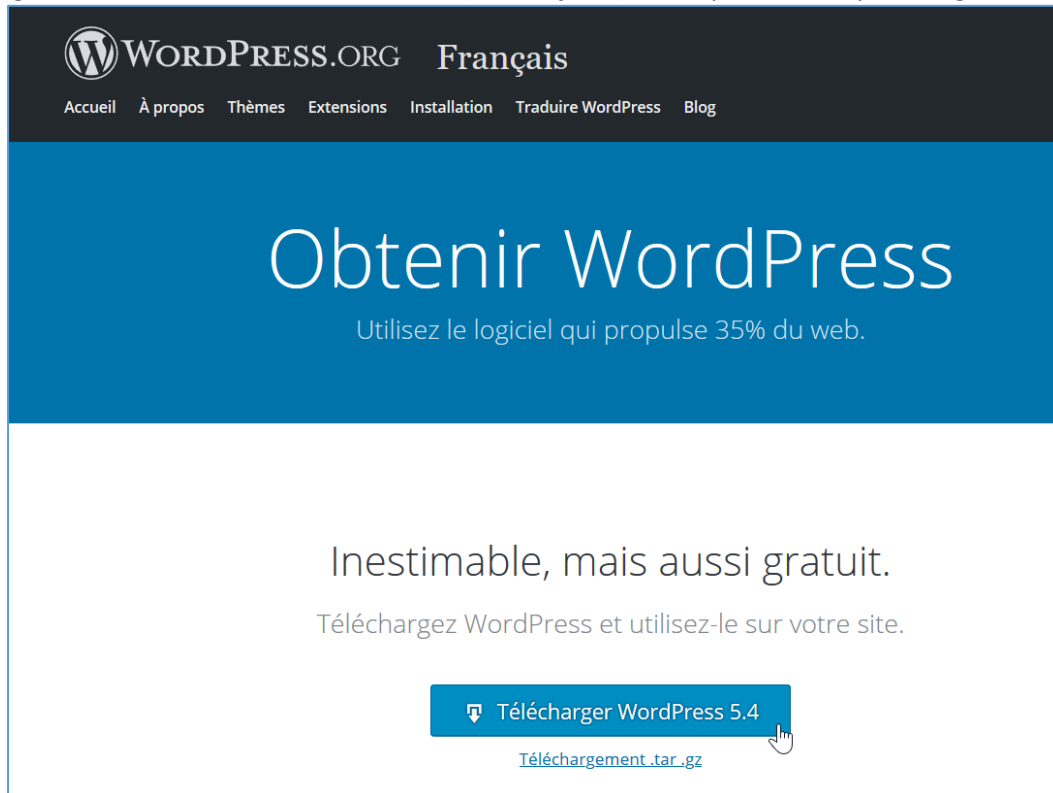 WORDPRESS.ORG Français
Accueil À propos Thèmes Extensions Installation Traduire WordPress Blog
Obtenir WordPress
Utilisez le logiciel qui propulse 35% du web.
Inestimable, mais aussi gratuit.
Téléchargez WordPress et utilisez-le sur votre site.
Télécharger WordPress 5.4
Téléchargement .tar .gz